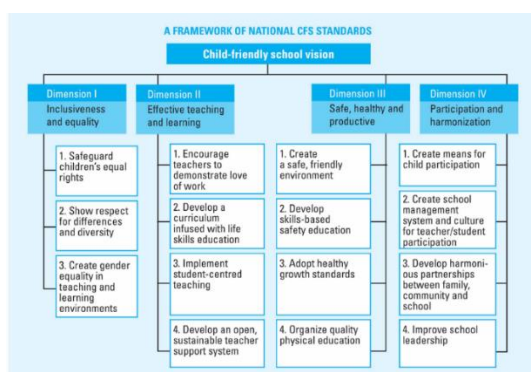 A FRAMEWORK OF NATIONAL CFS STANDARDS
Child-friendly school vision
Dimension I
Inclusiveness
and equality
1. Safeguard
children's equal
rights
2. Show respect
for differences
and diversity
3. Create gender
equality in
teaching and
learning
environments
Dimension II
Effective teaching
and learning
1. Encourage
teachers to
demonstrate love
of work
2. Develop a
curriculum
infused with life
skills education
3. Implement
student-centred
teaching
4. Develop an open,
sustainable teacher
support system
Dimension III
Safe, healthy and
productive
1. Create
a safe, friendly
environment
2. Develop
skills-based
safety education
3. Adopt healthy
growth standards
4. Organize quality
physical education
Dimension IV
Participation and
harmonization
1. Create means for
child participation
2. Create school
management
system and culture
for teacher/student
participation
3. Develop harmoni-
ous partnerships
between family,
community and
school
4. Improve school
leadership